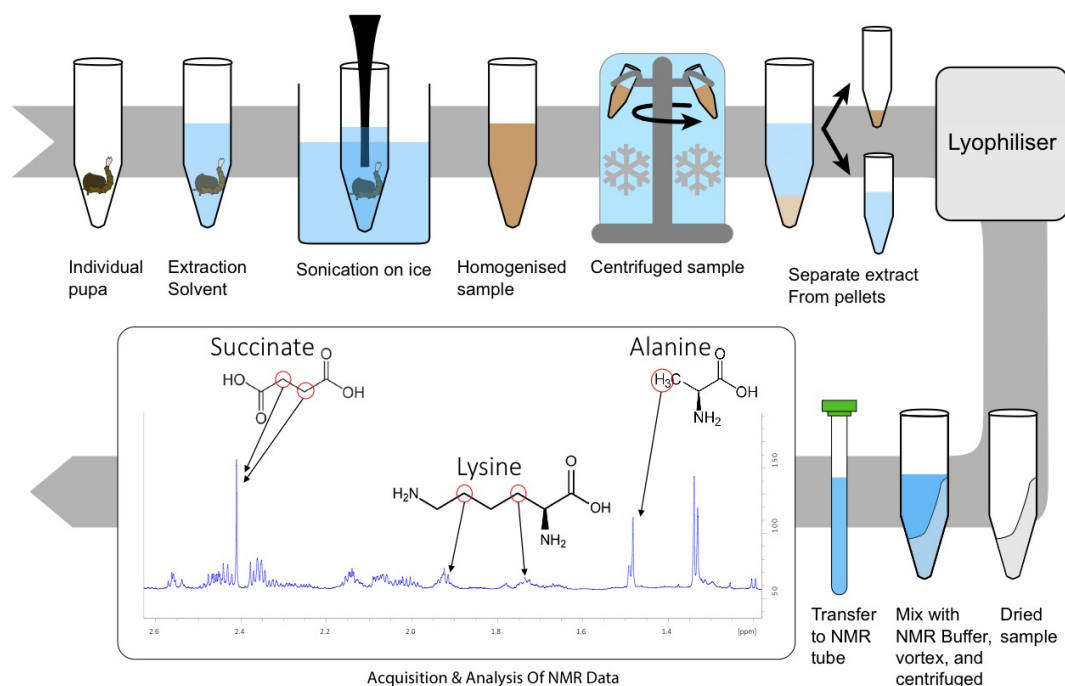 Individual
pupa
Extraction
Solvent
Sonication on ice
Homogenised
sample
Centrifuged sample
Separate extract
From pellets
Lyophiliser
Dried
sample
Mix with
NMR Buffer,
vortex, and
centrifuged
Transfer
to NMR
tube
Succinate
HO
O
O
OH
Lysine
H₂N
O
OH
NH₂
Alanine
H₃C
O
OH
NH₂
150
100
50
2.6 2.4 2.2 2.0 1.8 1.6 1.4 [ppm]
Acquisition & Analysis Of NMR Data